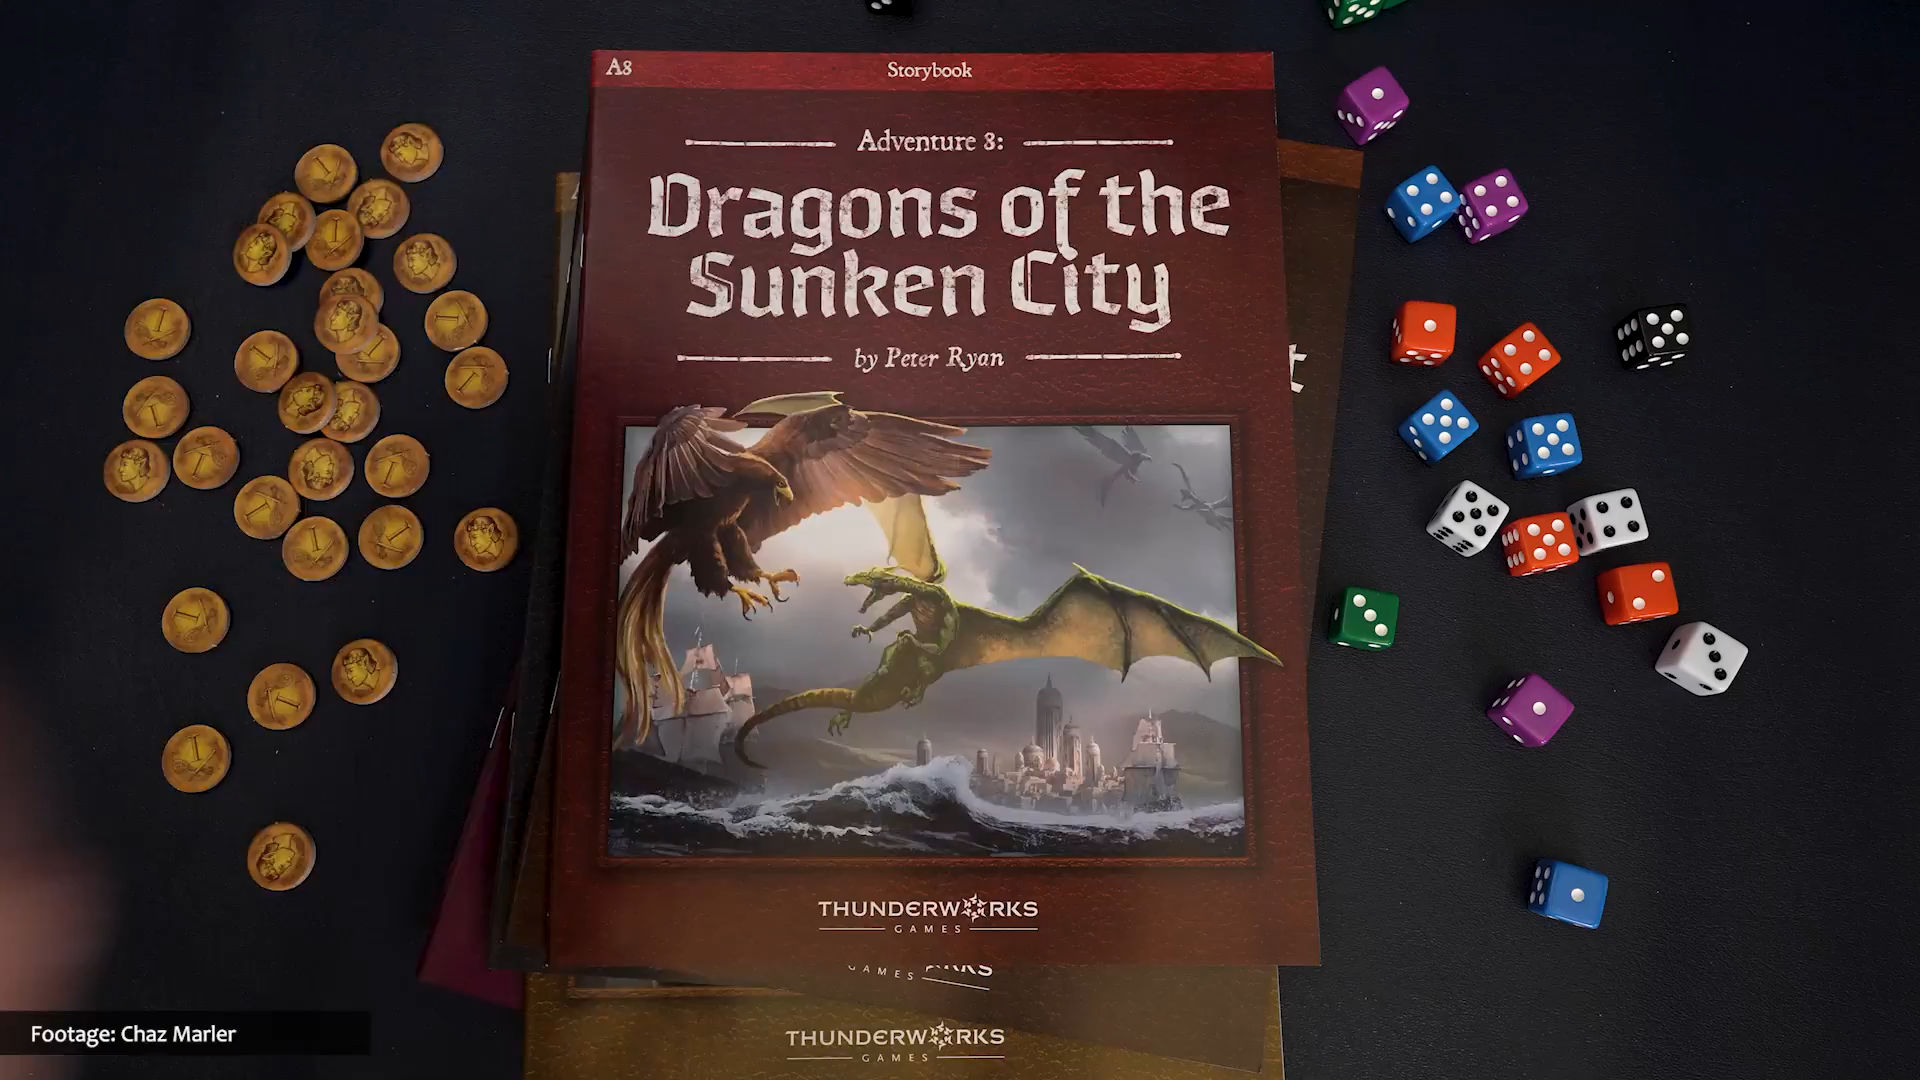 A8
Storybook
Adventure 8:
Dragons of the
Sunken City
by Peter Ryan
t
THUNDERWORKS
GAMES
GAMES
THUNDERWORKS
GAMES
Footage: Chaz Marler